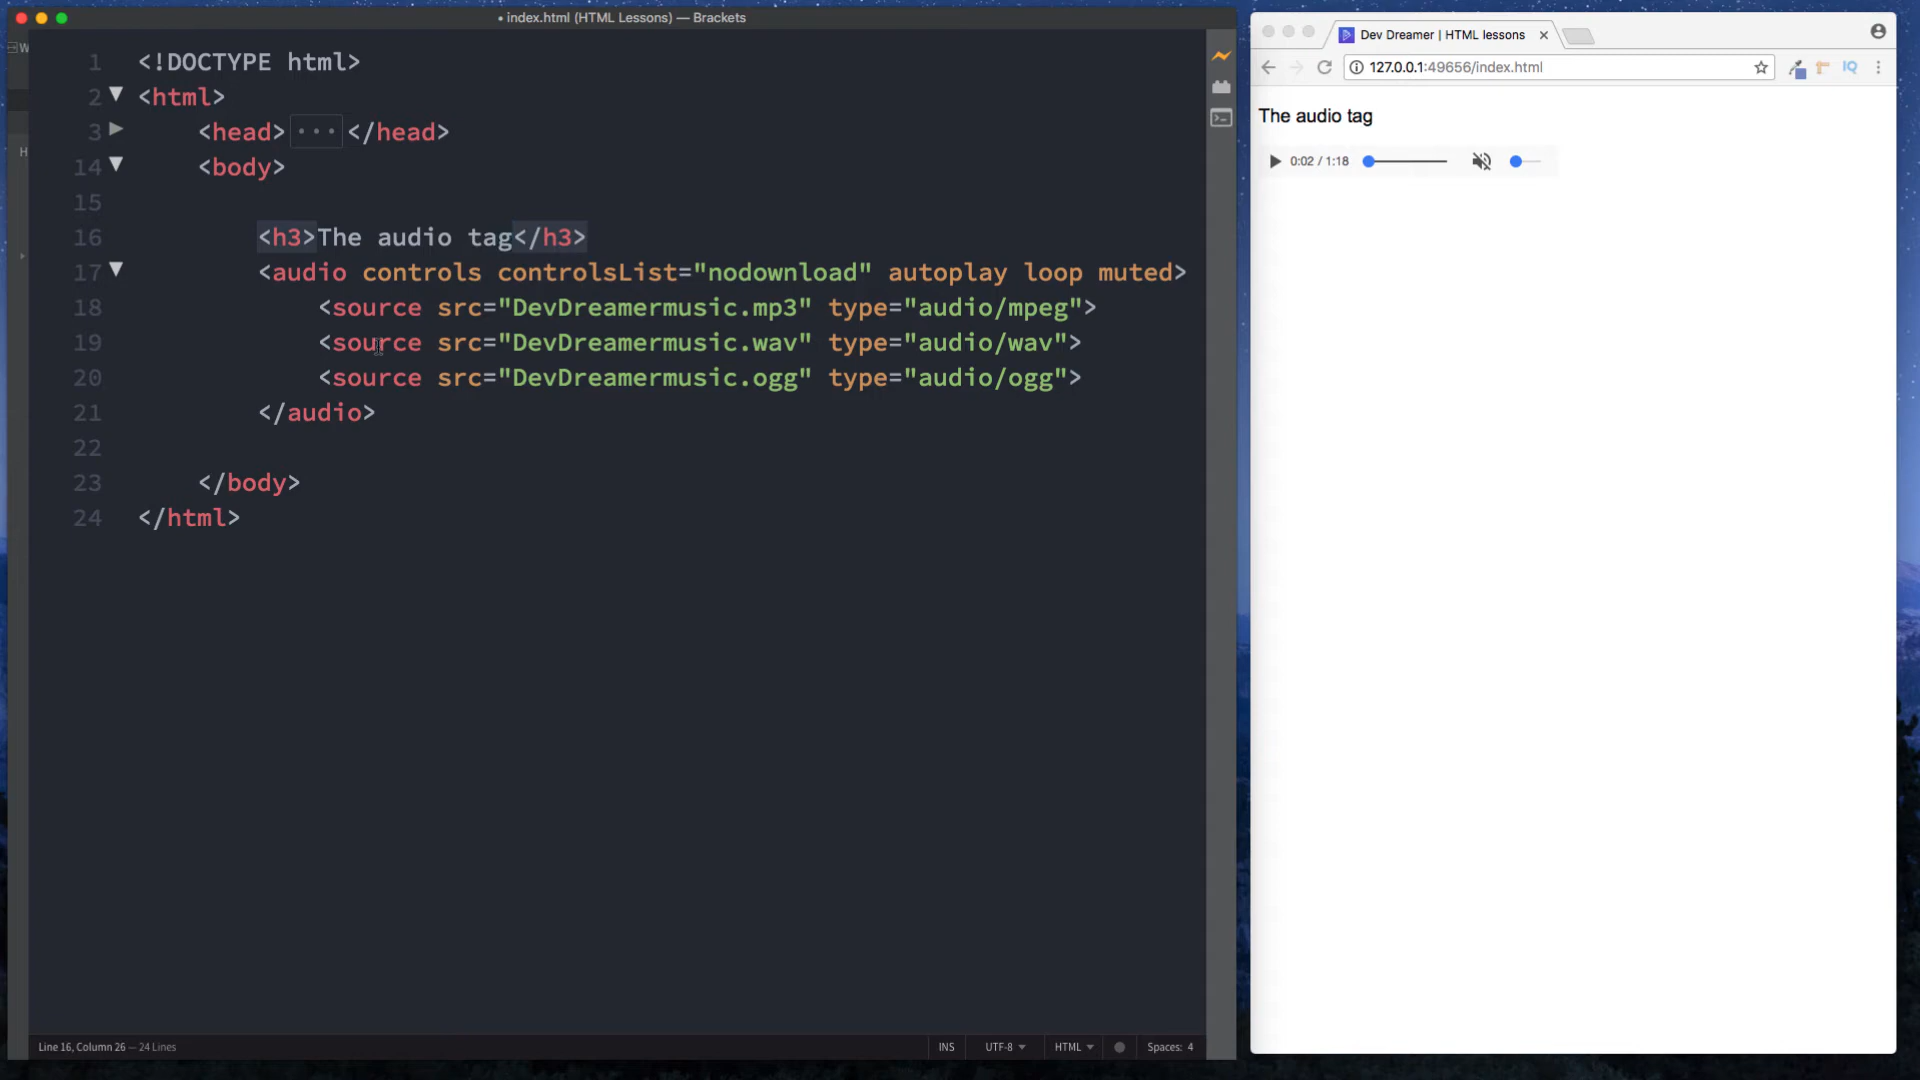 • index.html (HTML Lessons) — Brackets
W
H
1 <!DOCTYPE html>
2 <html>
3 <head>···</head>
14 <body>
15
16 <h3>The audio tag</h3>
17 <audio controls controlsList="nodownload" autoplay loop muted>
18 <source src="DevDreamermusic.mp3" type="audio/mpeg">
19 <source src="DevDreamermusic.wav" type="audio/wav">
20 <source src="DevDreamermusic.ogg" type="audio/ogg">
21 </audio>
22
23 </body>
24 </html>
Line 16, Column 26 — 24 Lines
INS UTF-8 HTML Spaces: 4
Dev Dreamer | HTML lessons
127.0.0.1:49656/index.html
IQ
The audio tag
0:02 / 1:18